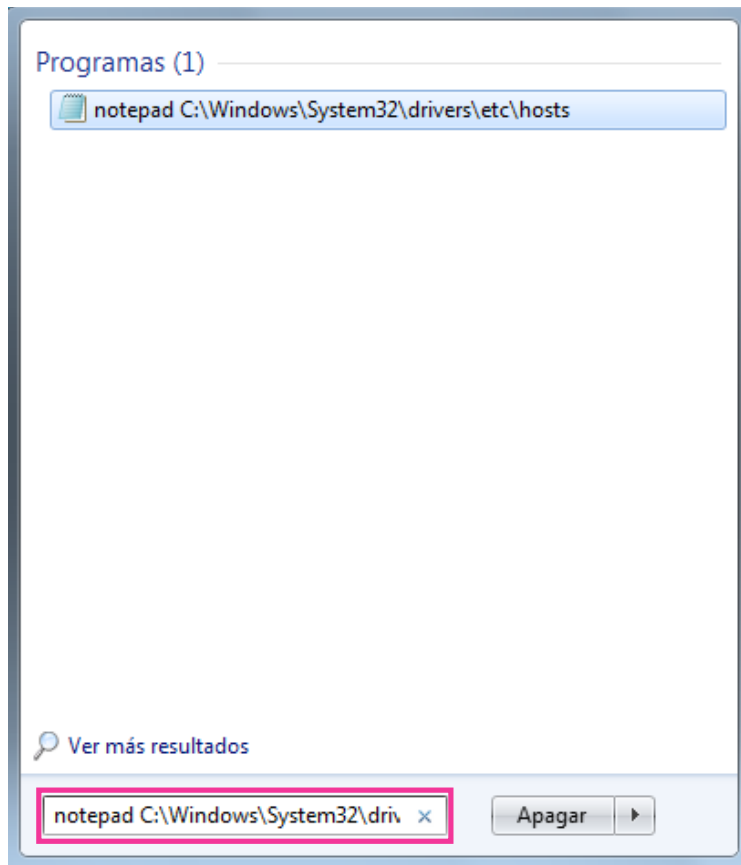 Programas (1)
notepad C:\Windows\System32\drivers\etc\hosts
Ver más resultados
notepad C:\Windows\System32\driv
Apagar